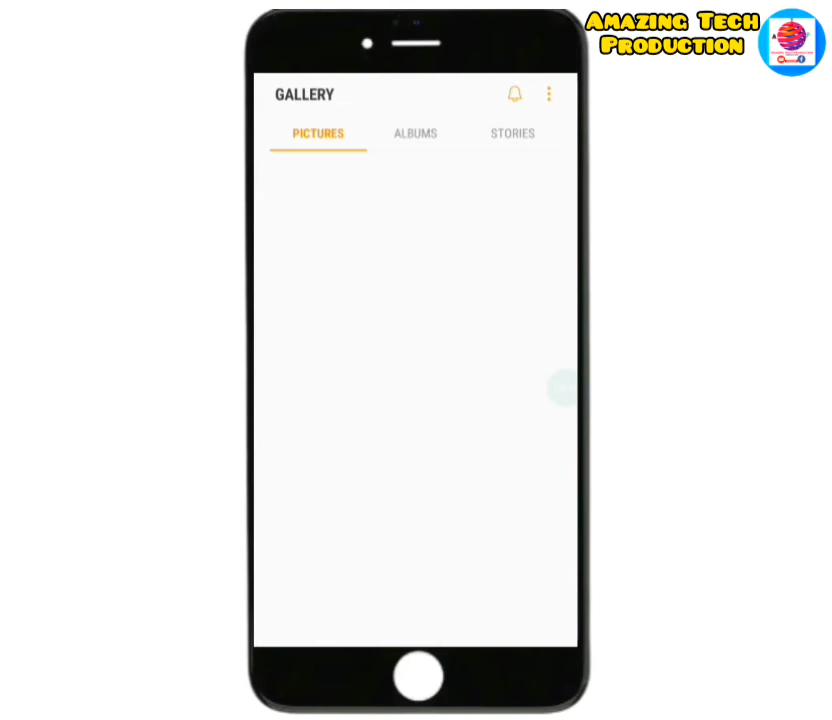 Amazing Tech
Production
GALLERY
PICTURES
ALBUMS
STORIES